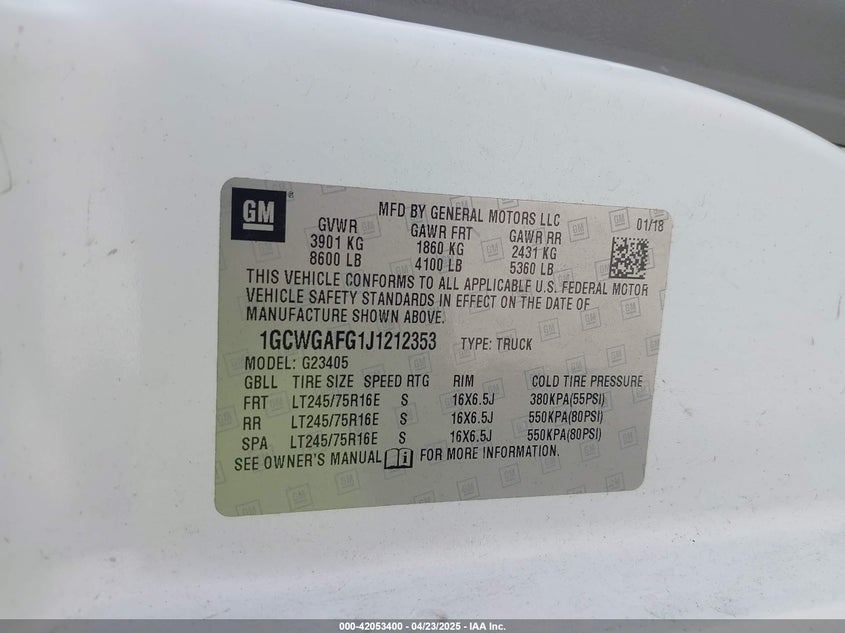 GM ®
MFD BY GENERAL MOTORS LLC 01/18
GVWR GAWR FRT GAWR RR
3901 KG 1860 KG 2431 KG
8600 LB 4100 LB 5360 LB
THIS VEHICLE CONFORMS TO ALL APPLICABLE U.S. FEDERAL MOTOR
VEHICLE SAFETY STANDARDS IN EFFECT ON THE DATE OF
MANUFACTURE SHOWN ABOVE.
1GCWGAFG1J1212353 TYPE: TRUCK
MODEL: G23405
GBLL TIRE SIZE SPEED RTG RIM COLD TIRE PRESSURE
FRT LT245/75R16E S 16X6.5J 380KPA(55PSI)
RR LT245/75R16E S 16X6.5J 550KPA(80PSI)
SPA LT245/75R16E S 16X6.5J 550KPA(80PSI)
SEE OWNER'S MANUAL FOR MORE INFORMATION.
000-42053400 - 04/23/2025 - IAA Inc.